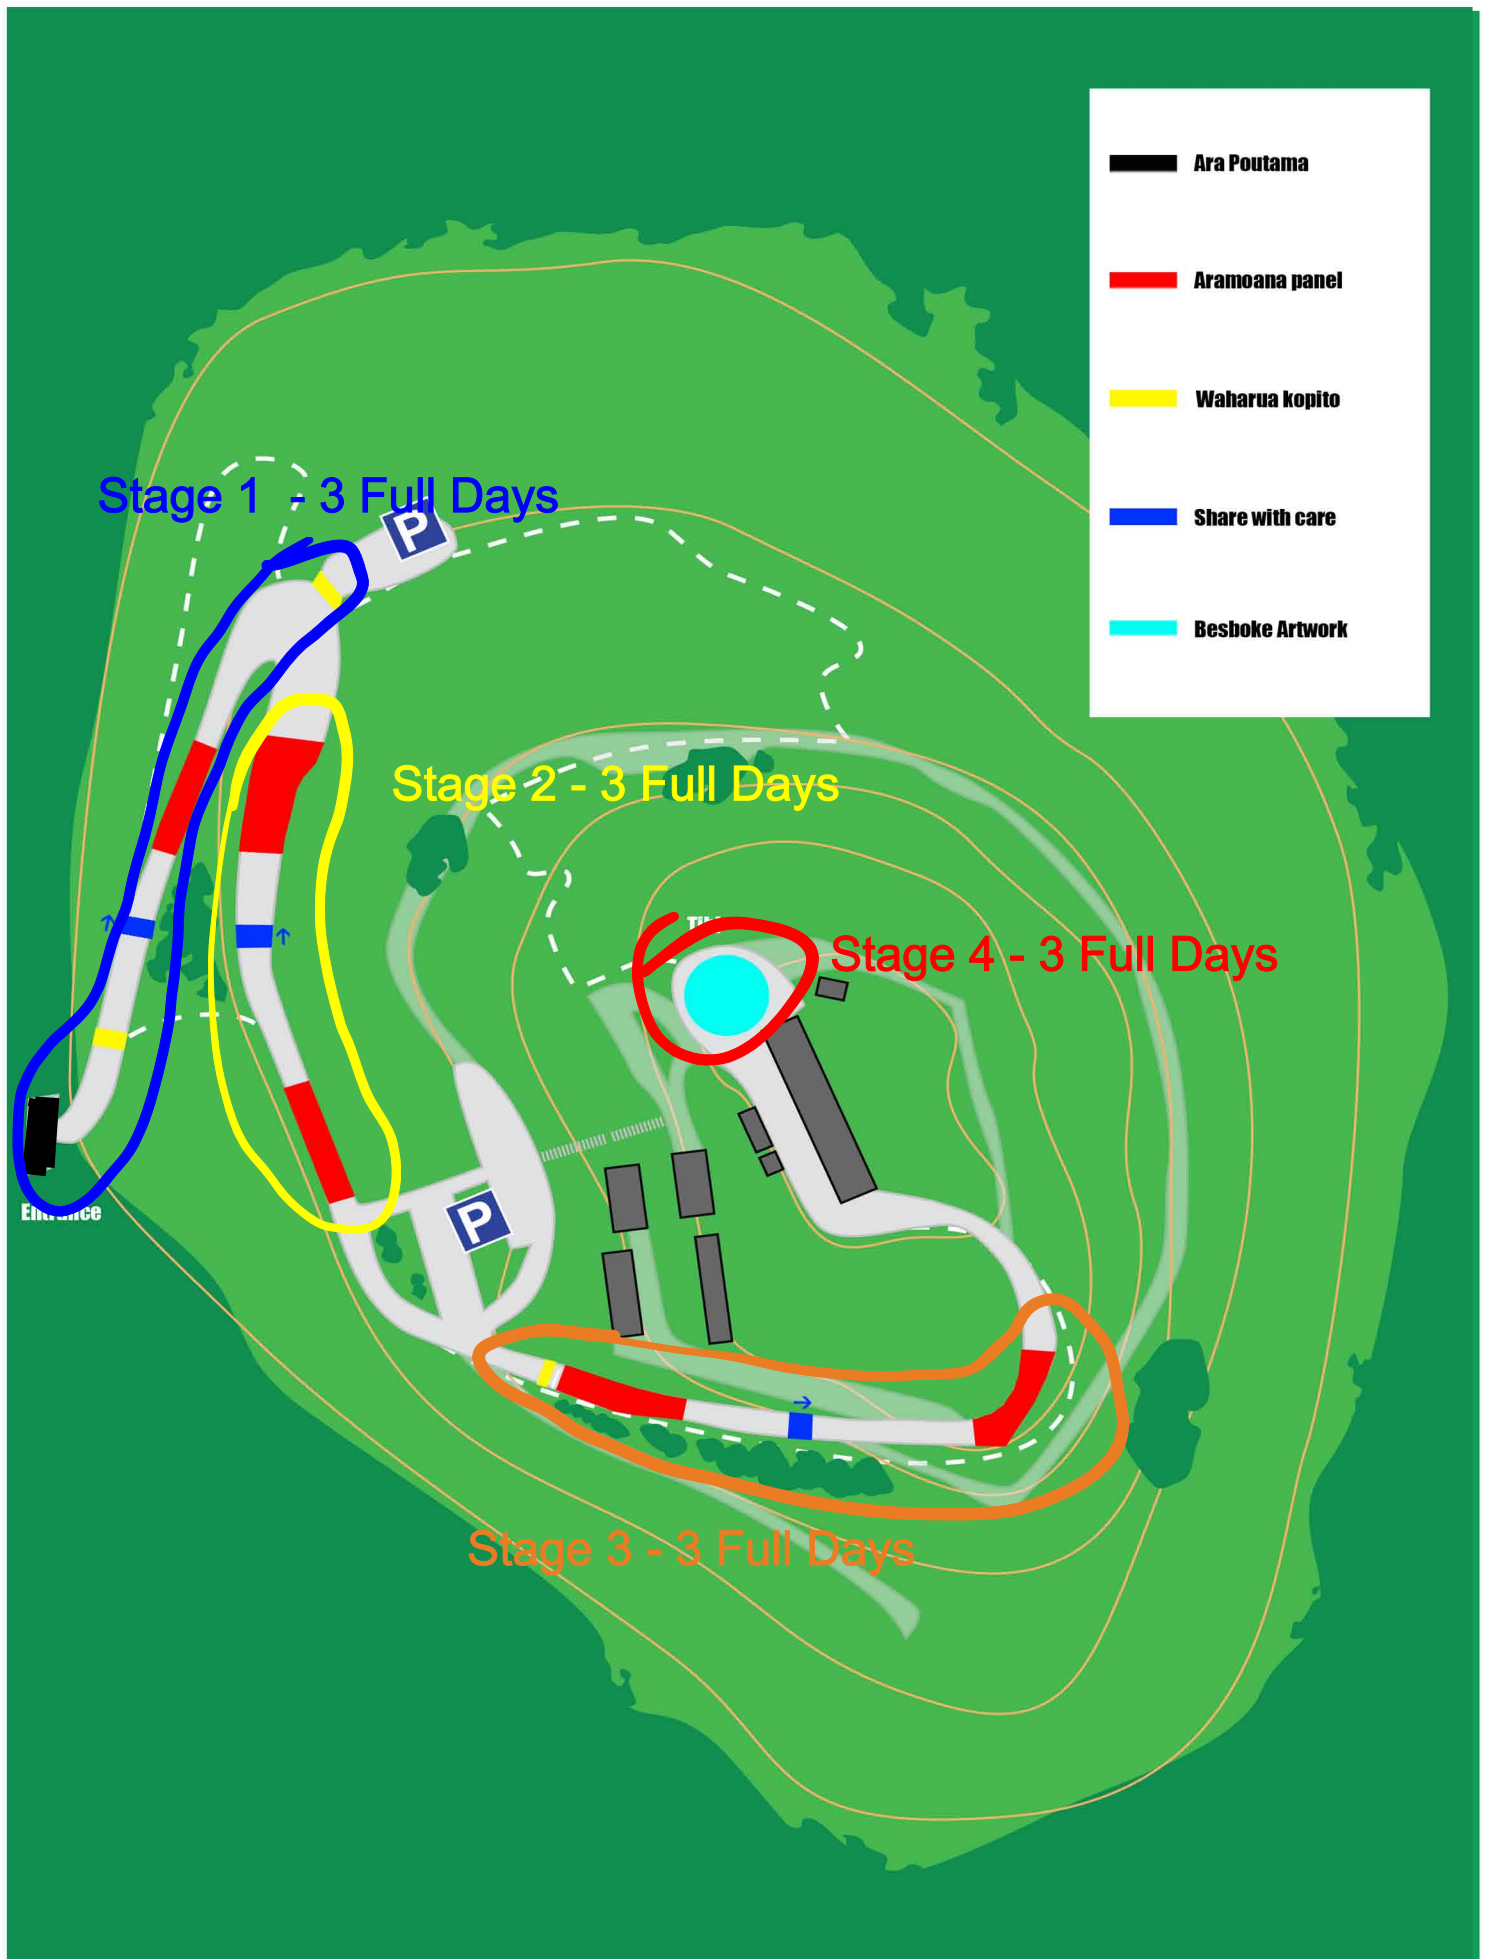 Ara Poutama
Aramoana panel
Waharua kopito
Share with care
Besboke Artwork
Stage 1 - 3 Full Days
P
Stage 2 - 3 Full Days
Stage 4 - 3 Full Days
Entrance
P
Stage 3 - 3 Full Days